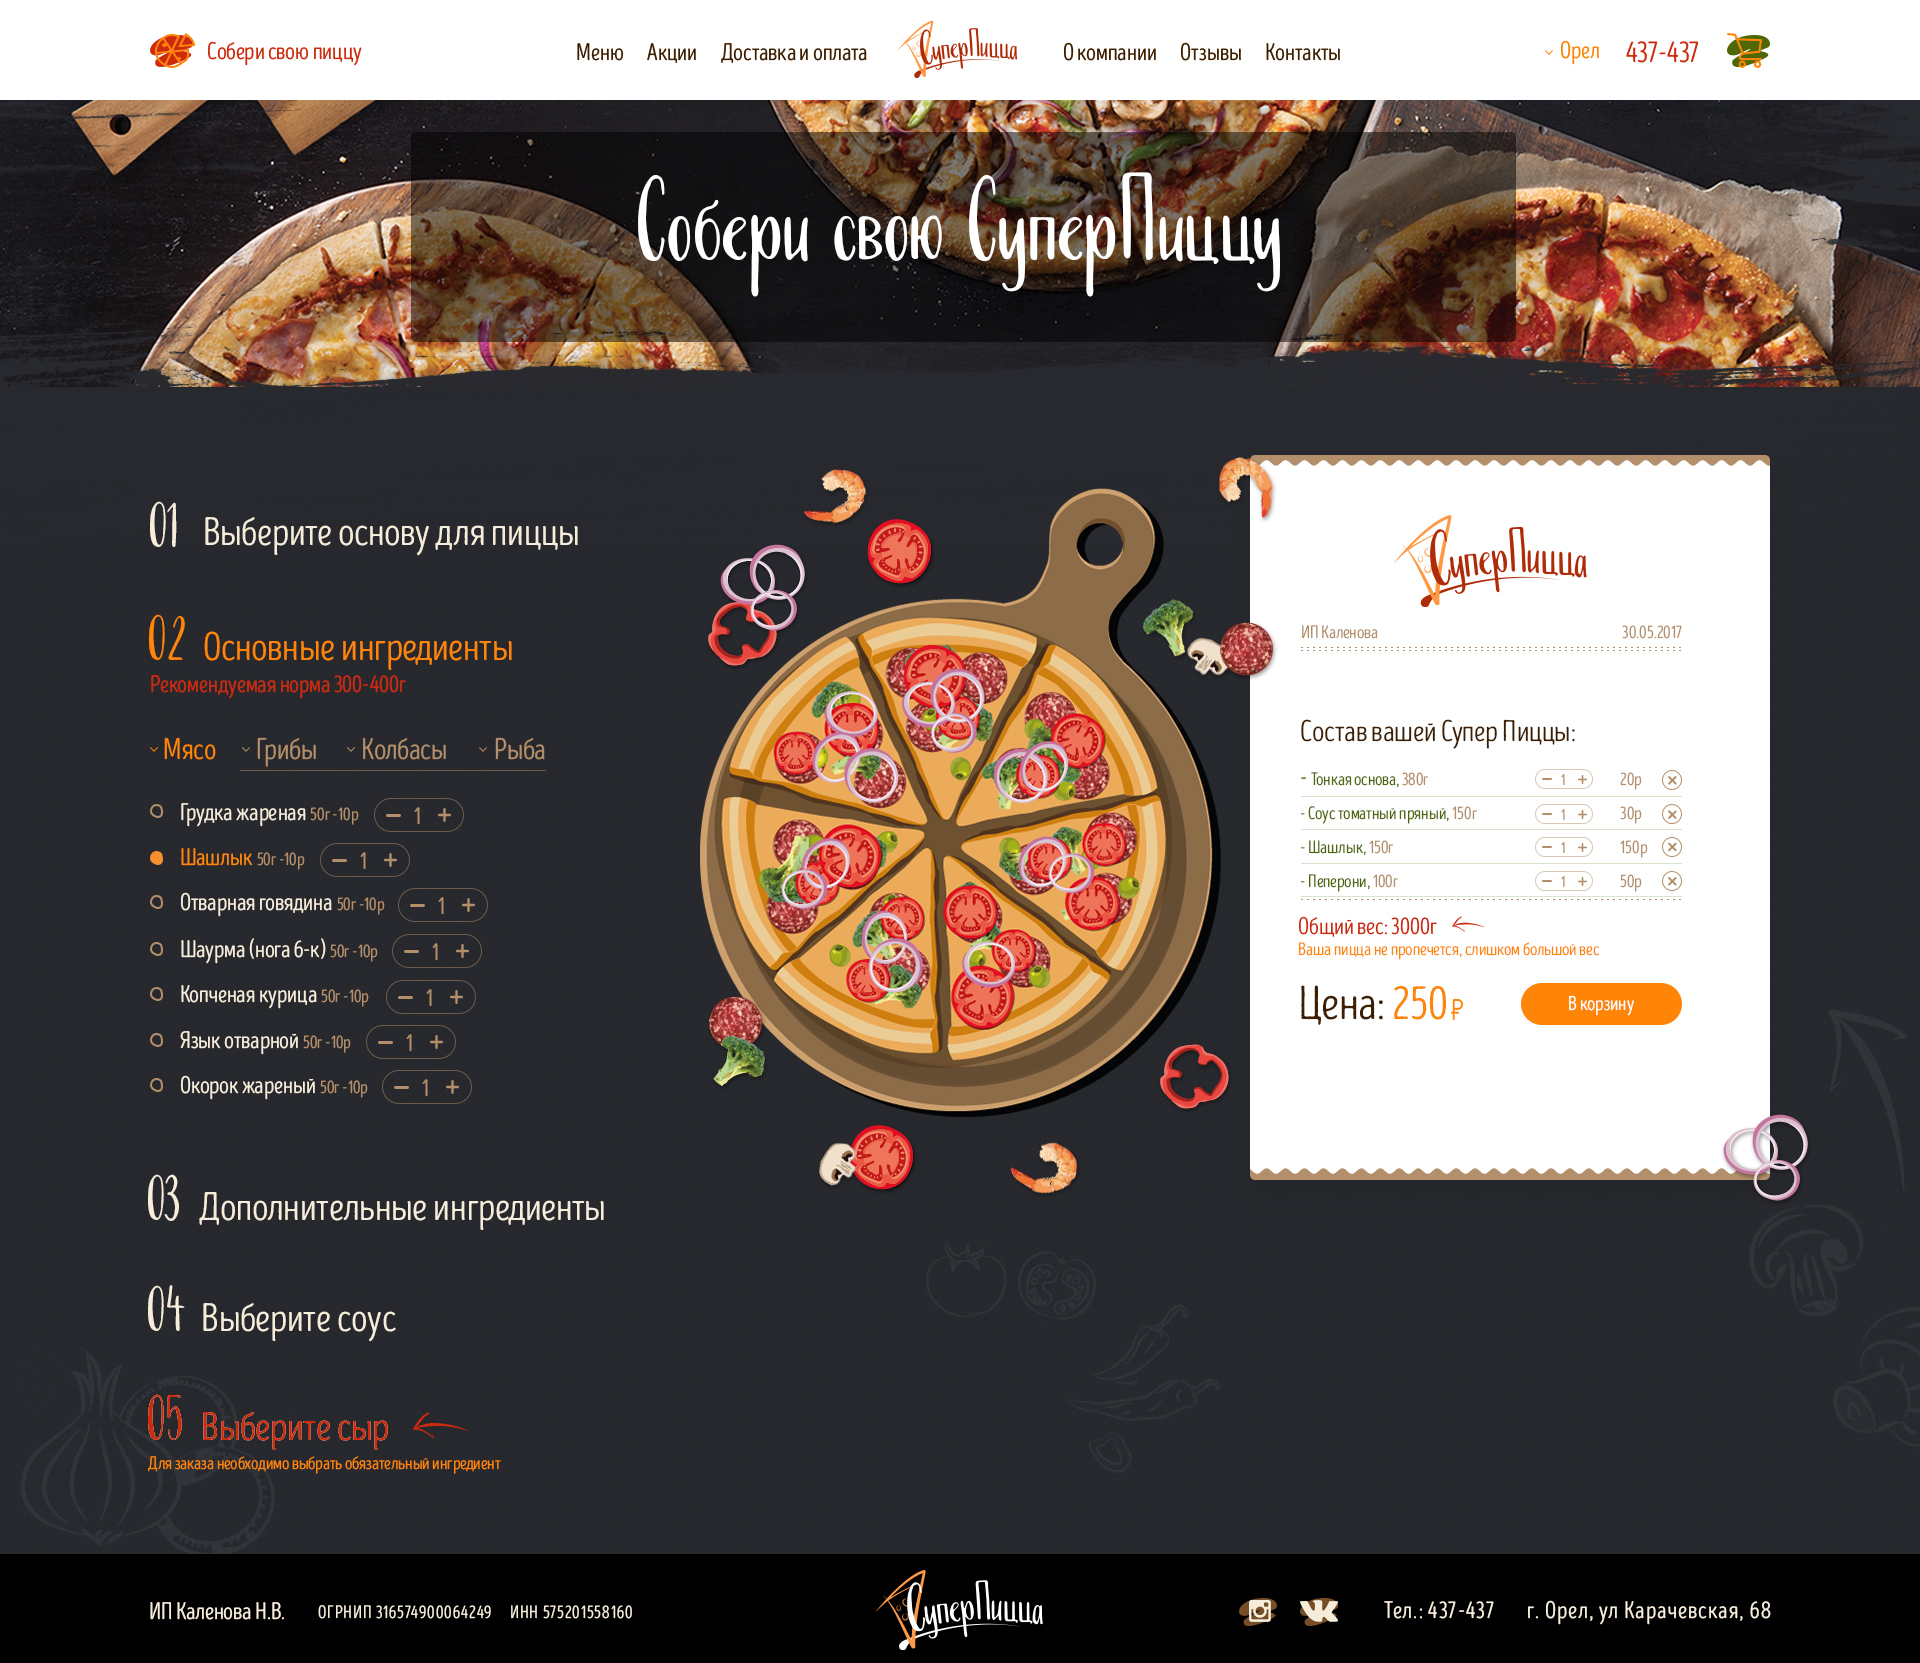 Собери свою пиццу
Меню Акции Доставка и оплата СуперПицца О компании Отзывы Контакты
Орел 437-437
Собери свою СуперПиццу
01 Выберите основу для пиццы
02 Основные ингредиенты
Рекомендуемая норма 300-400г
Мясо Грибы Колбасы Рыба
Грудка жареная 50г -10р − 1 +
Шашлык 50г -10р − 1 +
Отварная говядина 50г -10р − 1 +
Шаурма (нога б-к) 50г -10р − 1 +
Копченая курица 50г -10р − 1 +
Язык отварной 50г -10р − 1 +
Окорок жареный 50г -10р − 1 +
03 Дополнительные ингредиенты
04 Выберите соус
05 Выберите сыр
Для заказа необходимо выбрать обязательный ингредиент
СуперПицца
ИП Каленова 30.05.2017
Состав вашей Супер Пиццы:
- Тонкая основа, 380г − 1 + 20р
- Соус томатный пряный, 150г − 1 + 30р
- Шашлык, 150г − 1 + 150р
- Пеперони, 100г − 1 + 50р
Общий вес: 3000г
Ваша пицца не пропечется, слишком большой вес
Цена: 250 ₽ В корзину
ИП Каленова Н.В. ОГРНИП 316574900064249 ИНН 575201558160 СуперПицца Тел.: 437-437 г. Орел, ул Карачевская, 68